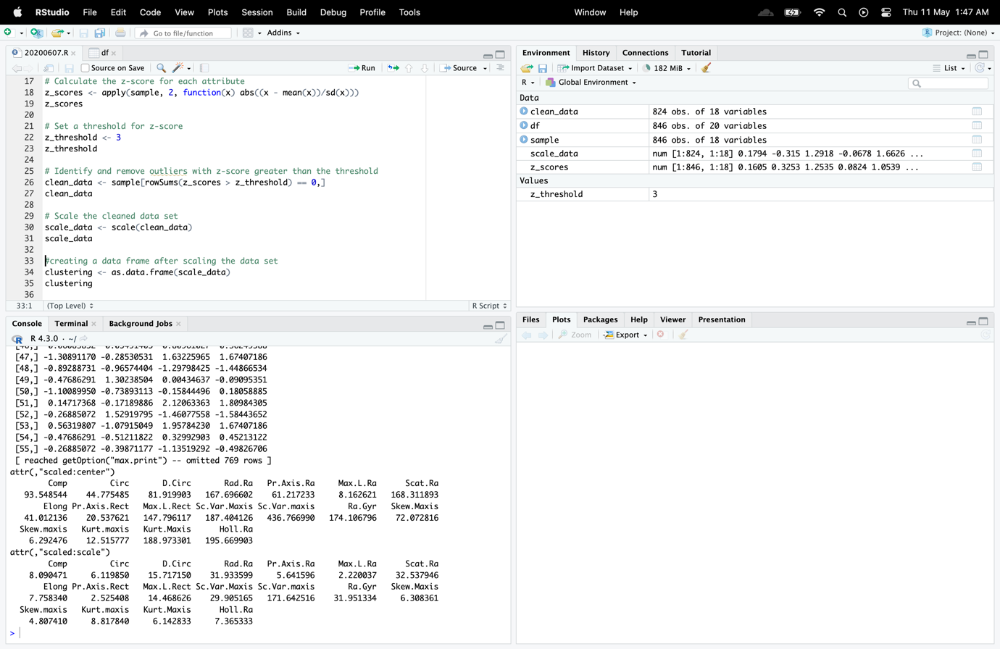 RStudio File Edit Code View Plots Session Build Debug Profile Tools Window Help Thu 11 May 1:47 AM
Go to file/function Addins Project: (None)
20200607.R df
Source on Save Run Source
17 # Calculate the z-score for each attribute
18 z_scores <- apply(sample, 2, function(x) abs((x - mean(x))/sd(x)))
19 z_scores
20
21 # Set a threshold for z-score
22 z_threshold <- 3
23 z_threshold
24
25 # Identify and remove outliers with z-score greater than the threshold
26 clean_data <- sample[rowSums(z_scores > z_threshold) == 0,]
27 clean_data
28
29 # Scale the cleaned data set
30 scale_data <- scale(clean_data)
31 scale_data
32
33 #creating a data frame after scaling the data set
34 clustering <- as.data.frame(scale_data)
35 clustering
36
33:1 (Top Level) R Script
Console Terminal Background Jobs
R 4.3.0 · ~/
[47,] -1.30891170 -0.28530531 1.63225965 1.67407186
[48,] -0.89288731 -0.96574404 -1.29798425 -1.44866534
[49,] -0.47686291 1.30238504 0.00434637 -0.09095351
[50,] -1.10089950 -0.73893113 -0.15844496 0.18058885
[51,] 0.14717368 -0.17189886 2.12063363 1.80984305
[52,] -0.26885072 1.52919795 -1.46077558 -1.58443652
[53,] 0.56319807 -1.07915049 1.95784230 1.67407186
[54,] -0.47686291 -0.51211822 0.32992903 0.45213122
[55,] -0.26885072 -0.39871177 -1.13519292 -0.49826706
[ reached getOption("max.print") -- omitted 769 rows ]
attr(,"scaled:center")
Comp Circ D.Circ Rad.Ra Pr.Axis.Ra Max.L.Ra Scat.Ra
93.548544 44.775485 81.919903 167.696602 61.217233 8.162621 168.311893
Elong Pr.Axis.Rect Max.L.Rect Sc.Var.Maxis Sc.Var.maxis Ra.Gyr Skew.Maxis
41.012136 20.537621 147.796117 187.404126 436.766990 174.106796 72.072816
Skew.maxis Kurt.maxis Kurt.Maxis Holl.Ra
6.292476 12.515777 188.973301 195.669903
attr(,"scaled:scale")
Comp Circ D.Circ Rad.Ra Pr.Axis.Ra Max.L.Ra Scat.Ra
8.090471 6.119850 15.717150 31.933599 5.641596 2.220037 32.537946
Elong Pr.Axis.Rect Max.L.Rect Sc.Var.Maxis Sc.Var.maxis Ra.Gyr Skew.Maxis
7.758340 2.525408 14.468626 29.905165 171.642516 31.951334 6.308361
Skew.maxis Kurt.maxis Kurt.Maxis Holl.Ra
4.807410 8.817840 6.142833 7.365333
>
Environment History Connections Tutorial
Import Dataset 182 MiB List
R Global Environment
Data
clean_data 824 obs. of 18 variables
df 846 obs. of 20 variables
sample 846 obs. of 18 variables
scale_data num [1:824, 1:18] 0.1794 -0.315 1.2918 -0.0678 1.6626 ...
z_scores num [1:846, 1:18] 0.1605 0.3253 1.2535 0.0824 1.0539 ...
Values
z_threshold 3
Files Plots Packages Help Viewer Presentation
Zoom Export